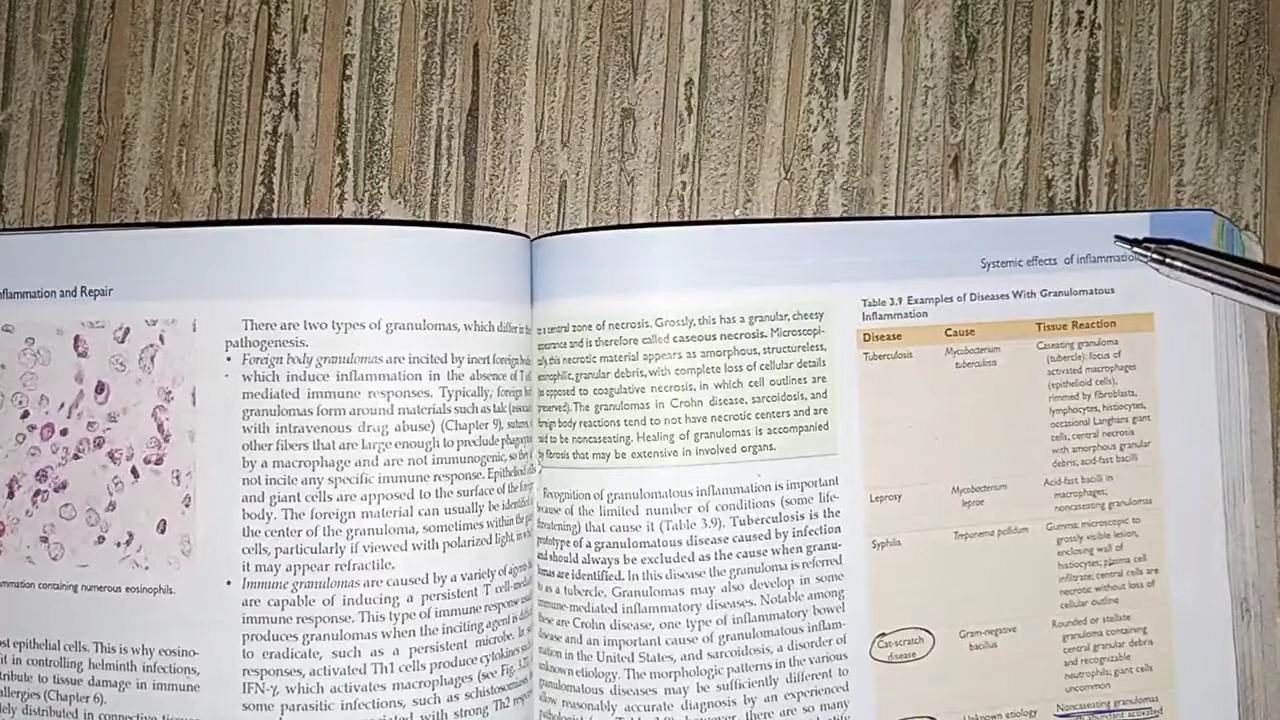 nflammation and Repair
mmation containing numerous eosinophils.
st epithelial cells. This is why eosino-
it in controlling helminth infections,
tribute to tissue damage in immune
allergies (Chapter 6).
ely distributed in connective
There are two types of granulomas, which differ in
pathogenesis.
• Foreign body granulomas are incited by inert foreign
which induce inflammation in the absence of T
mediated immune responses. Typically, foreign
granulomas form around materials such as talc
with intravenous drug abuse) (Chapter 9), sutures
other fibers that are large enough to preclude
by a macrophage and are not immunogenic, so
not incite any specific immune response.
and giant cells are apposed to the surface of the
body. The foreign material can usually be
the center of the granuloma, sometimes within the
cells, particularly if viewed with polarized light,
it may appear refractile.
• Immune granulomas are caused by a variety of
are capable of inducing a persistent T cell-
immune response. This type of immune response
produces granulomas when the inciting agent is
to eradicate, such as a persistent microbe.
responses, activated Th1 cells produce cytokines
IFN-γ, which activates macrophages (see Fig.
some parasitic infections, such as
with strong Th2
Systemic effects of inflammation
a central zone of necrosis. Grossly, this has a granular, cheesy
and is therefore called caseous necrosis. Microscopi-
this necrotic material appears as amorphous, structureless,
granular debris, with complete loss of cellular details
as opposed to coagulative necrosis, in which cell outlines are
The granulomas in Crohn disease, sarcoidosis, and
body reactions tend to not have necrotic centers and are
to be noncaseating. Healing of granulomas is accompanied
by fibrosis that may be extensive in involved organs.
Recognition of granulomatous inflammation is important
because of the limited number of conditions (some life-
threatening) that cause it (Table 3.9). Tuberculosis is the
prototype of a granulomatous disease caused by infection
and should always be excluded as the cause when granu-
lomas are identified. In this disease the granuloma is referred
as a tubercle. Granulomas may also develop in some
immune-mediated inflammatory diseases. Notable among
these are Crohn disease, one type of inflammatory bowel
disease and an important cause of granulomatous inflam-
mation in the United States, and sarcoidosis, a disorder of
unknown etiology. The morphologic patterns in the various
granulomatous diseases may be sufficiently different to
allow reasonably accurate diagnosis by an experienced
there are so many
Table 3.9 Examples of Diseases With Granulomatous
Inflammation
Disease Cause Tissue Reaction
Tuberculosis Mycobacterium tuberculosis Caseating granuloma
(tubercle): focus of
activated macrophages
(epithelioid cells),
rimmed by fibroblasts,
lymphocytes, histiocytes,
occasional Langhans giant
cells; central necrosis
with amorphous granular
debris; acid-fast bacilli
Leprosy Mycobacterium leprae Acid-fast bacilli in
macrophages;
noncaseating granulomas
Syphilis Treponema pallidum Gumma: microscopic to
grossly visible lesion,
enclosing wall of
histiocytes; plasma cell
infiltrate; central cells are
necrotic without loss of
cellular outline
Cat-scratch disease Gram-negative bacillus Rounded or stellate
granuloma containing
central granular debris
and recognizable
neutrophils; giant cells
uncommon
Unknown etiology Noncaseating granulomas
abundant activated